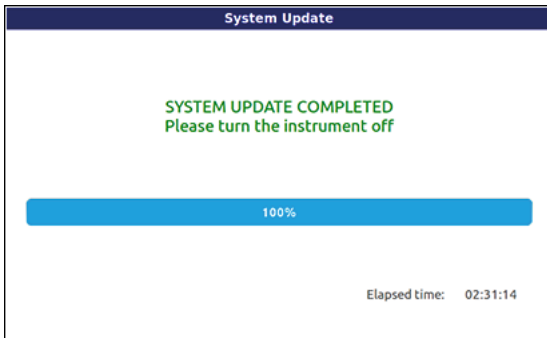 System Update
SYSTEM UPDATE COMPLETED
Please turn the instrument off
100%
Elapsed time: 02:31:14